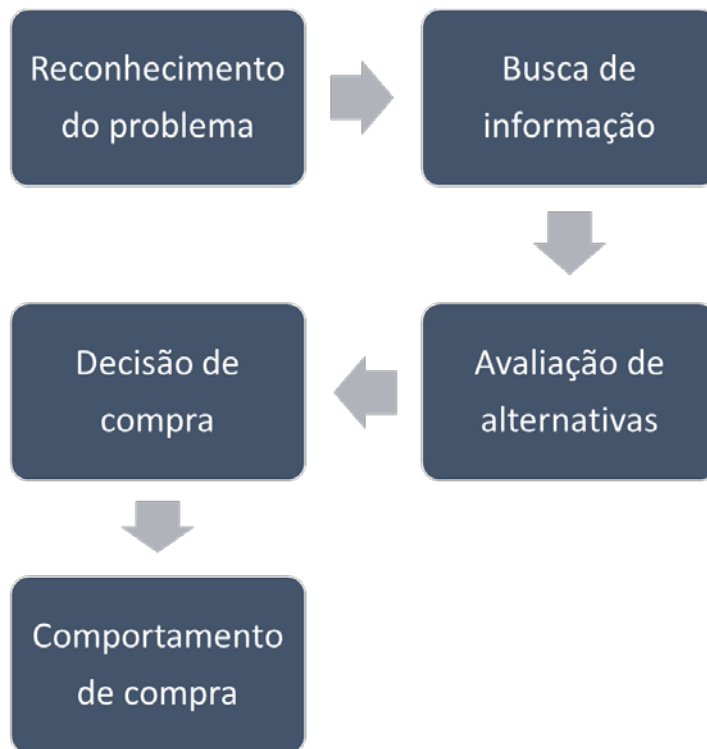 Reconhecimento
do problema
Busca de
informação
Avaliação de
alternativas
Decisão de
compra
Comportamento
de compra